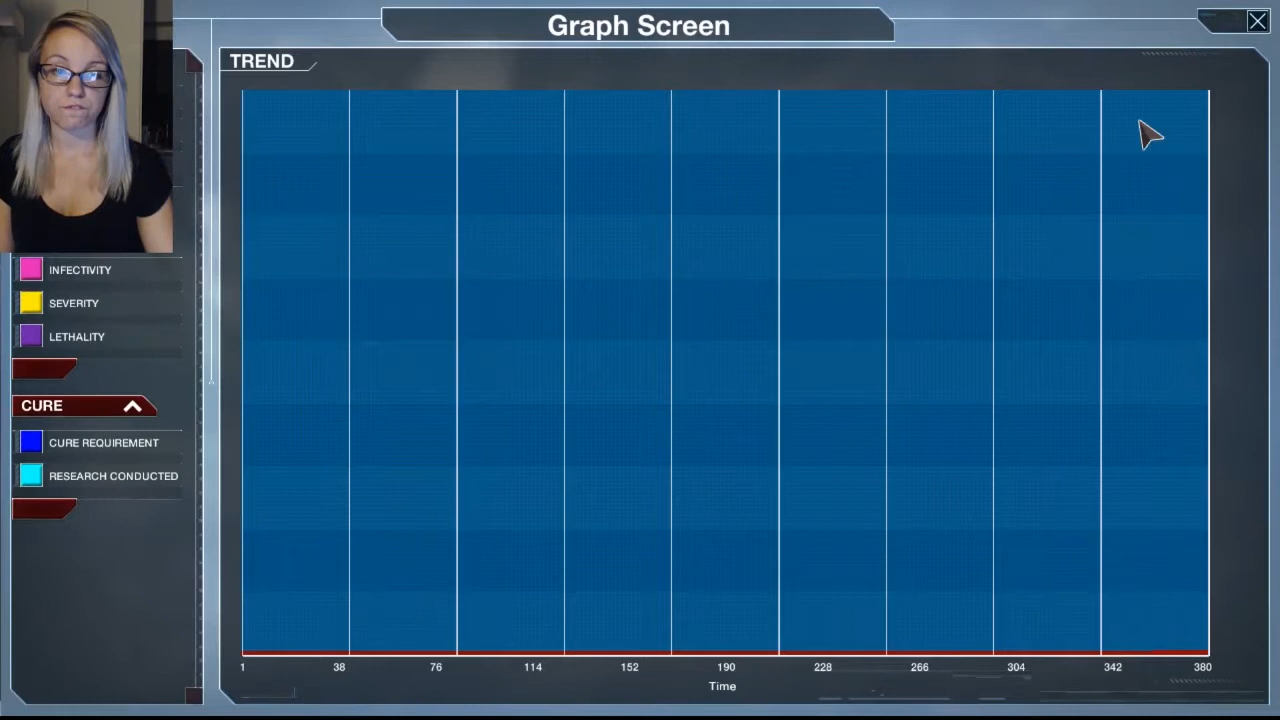 Graph Screen
TREND
INFECTIVITY
SEVERITY
LETHALITY
CURE
CURE REQUIREMENT
RESEARCH CONDUCTED
1 38 76 114 152 190 228 266 304 342 380
Time